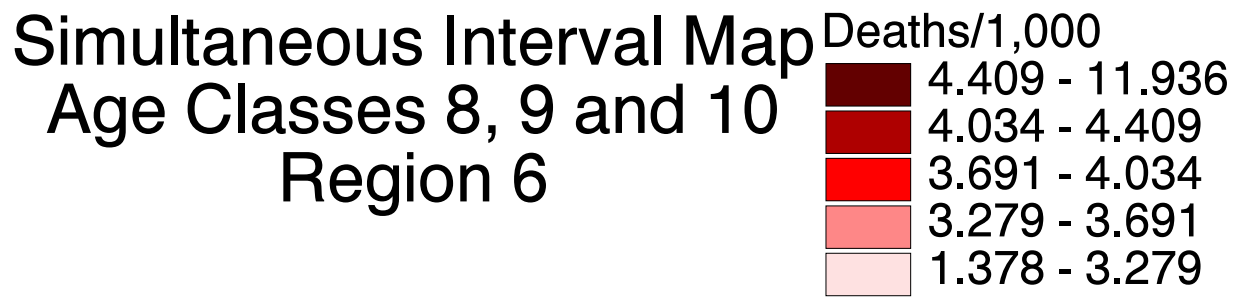 Simultaneous Interval Map
Age Classes 8, 9 and 10
Region 6
Deaths/1,000
4.409 - 11.936
4.034 - 4.409
3.691 - 4.034
3.279 - 3.691
1.378 - 3.279